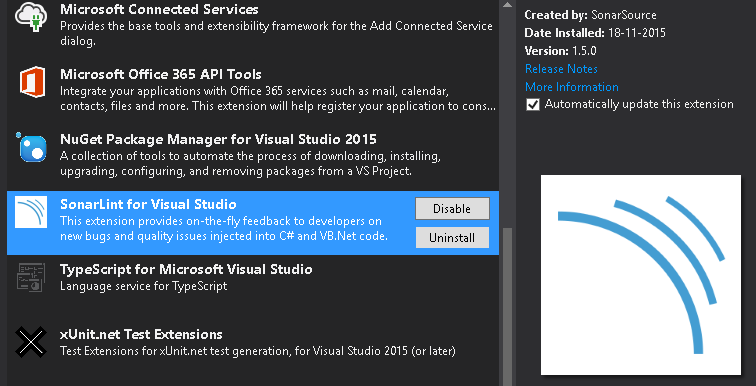 Microsoft Connected Services
Provides the base tools and extensibility framework for the Add Connected Service
dialog.
Microsoft Office 365 API Tools
Integrate your applications with Office 365 services such as mail, calendar,
contacts, files and more. This extension will help register your application to cons...
NuGet Package Manager for Visual Studio 2015
A collection of tools to automate the process of downloading, installing,
upgrading, configuring, and removing packages from a VS Project.
SonarLint for Visual Studio
This extension provides on-the-fly feedback to developers on
new bugs and quality issues injected into C# and VB.Net code.
Disable
Uninstall
TypeScript for Microsoft Visual Studio
Language service for TypeScript
xUnit.net Test Extensions
Test Extensions for xUnit.net test generation, for Visual Studio 2015 (or later)
Created by: SonarSource
Date Installed: 18-11-2015
Version: 1.5.0
Release Notes
More Information
Automatically update this extension